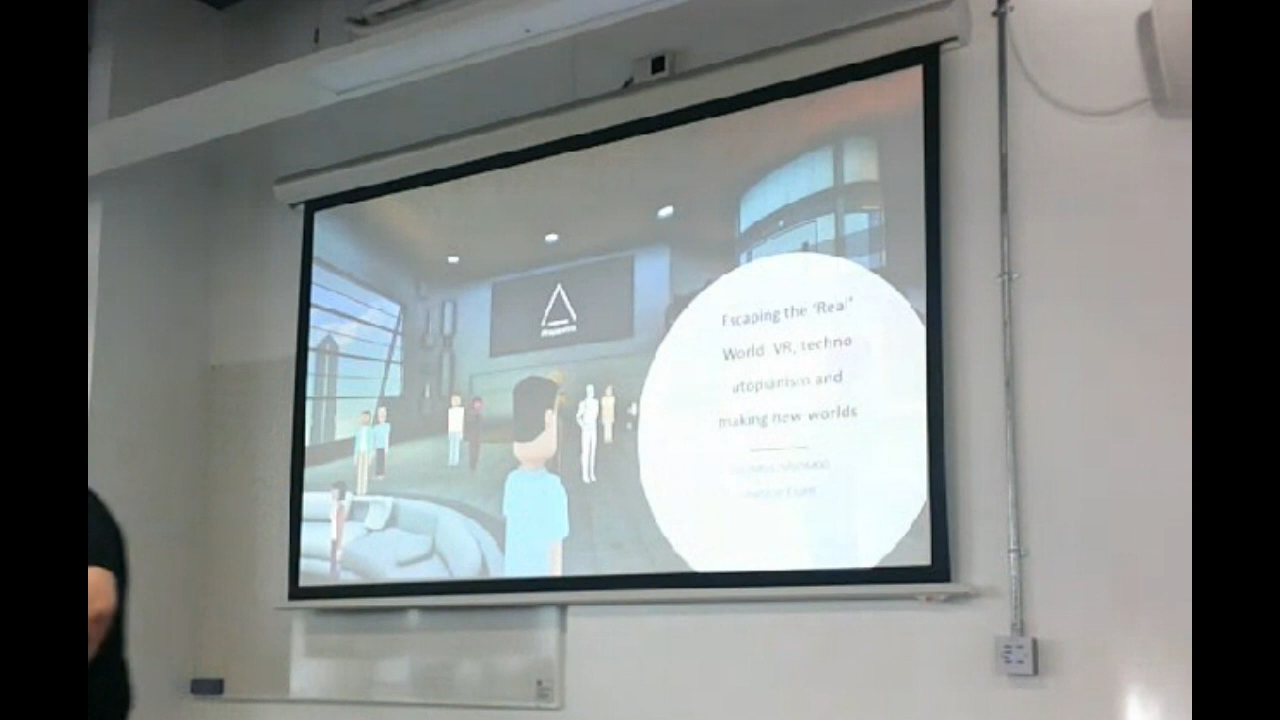 Escaping the 'Real'
World: VR, techno
utopianism and
making new worlds